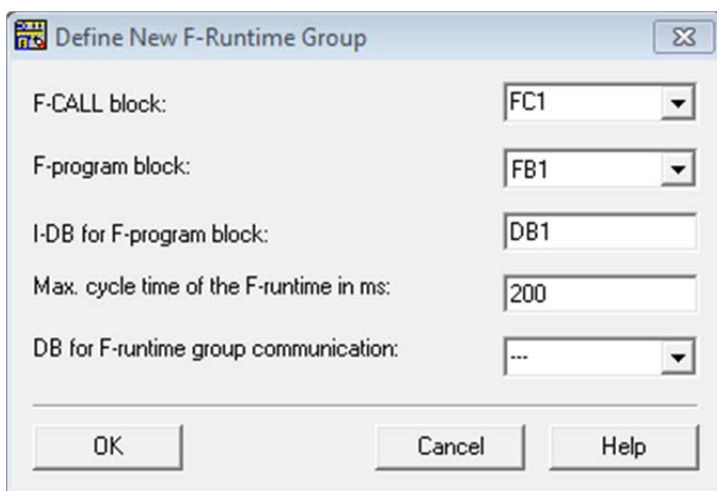 Define New F-Runtime Group
F-CALL block: FC1
F-program block: FB1
I-DB for F-program block: DB1
Max. cycle time of the F-runtime in ms: 200
DB for F-runtime group communication: ---
OK Cancel Help